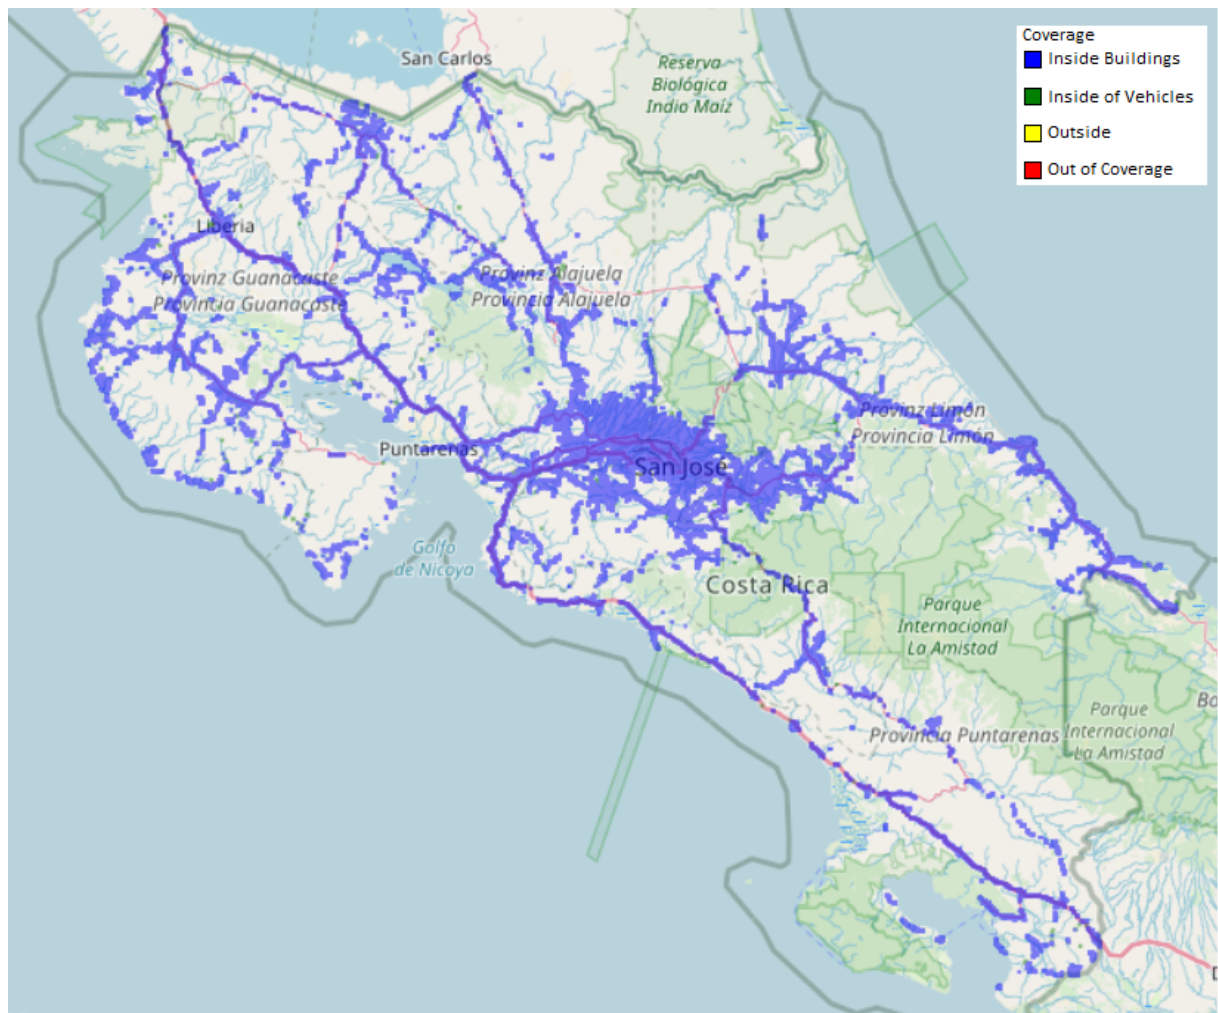 Coverage
Inside Buildings
Inside of Vehicles
Outside
Out of Coverage
San Carlos
Reserva
Biológica
Indio Maíz
Liberia
Provinz Guanacaste
Provincia Guanacaste
Provinz Alajuela
Provincia Alajuela
Provinz Limón
Provincia Limón
Puntarenas
San José
Golfo
de Nicoya
Costa Rica
Parque
Internacional
La Amistad
Provincia Puntarenas
Parque
Internacional
La Amistad
Bo
D